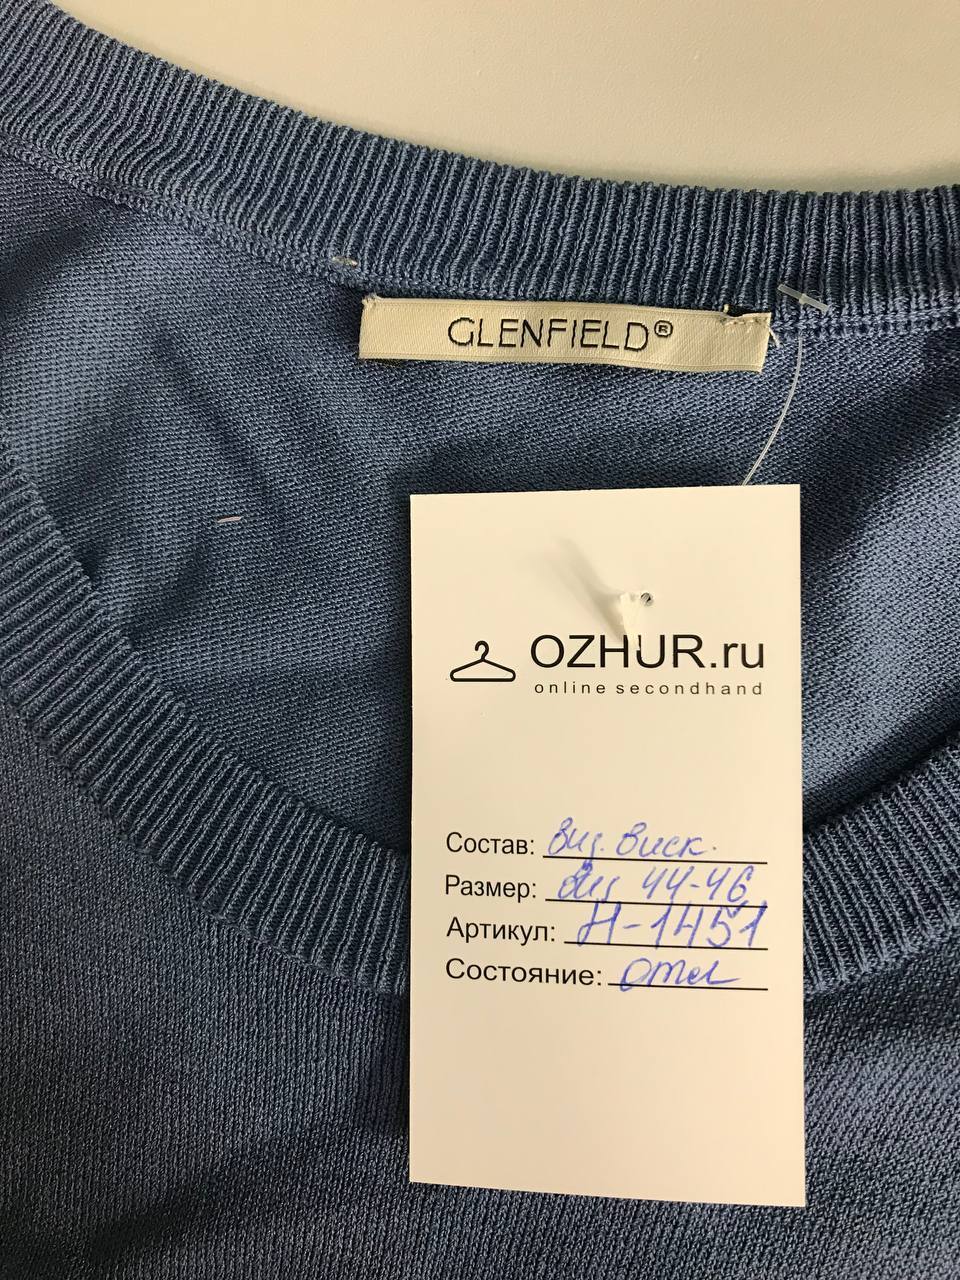 GLENFIELD®
OZHUR.ru
online secondhand
Состав: виз. виск.
Размер: виз 44-46
Артикул: Н-1451
Состояние: отл